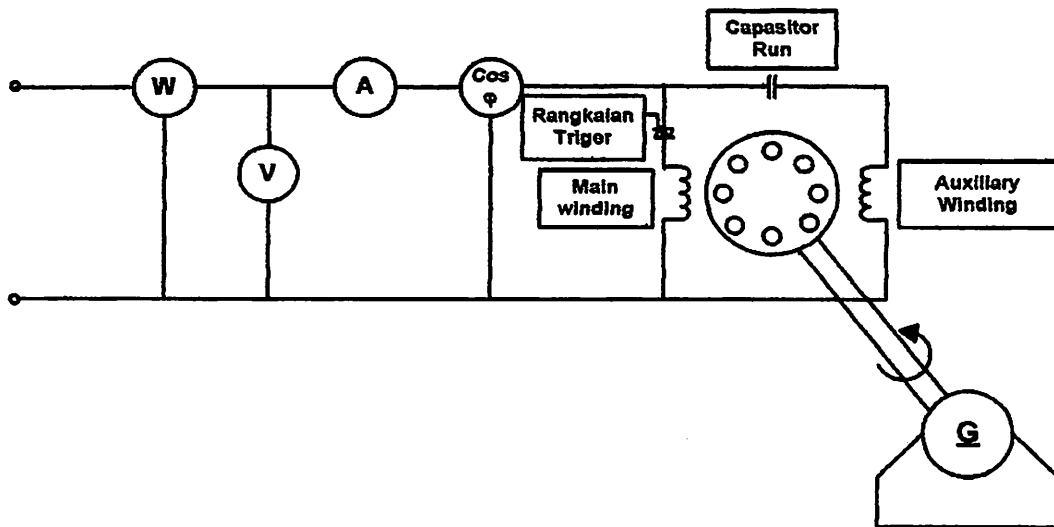 Capasitor
Run
W
A
Cos
φ
V
Rangkaian
Triger
Main
winding
Auxiliary
Winding
G